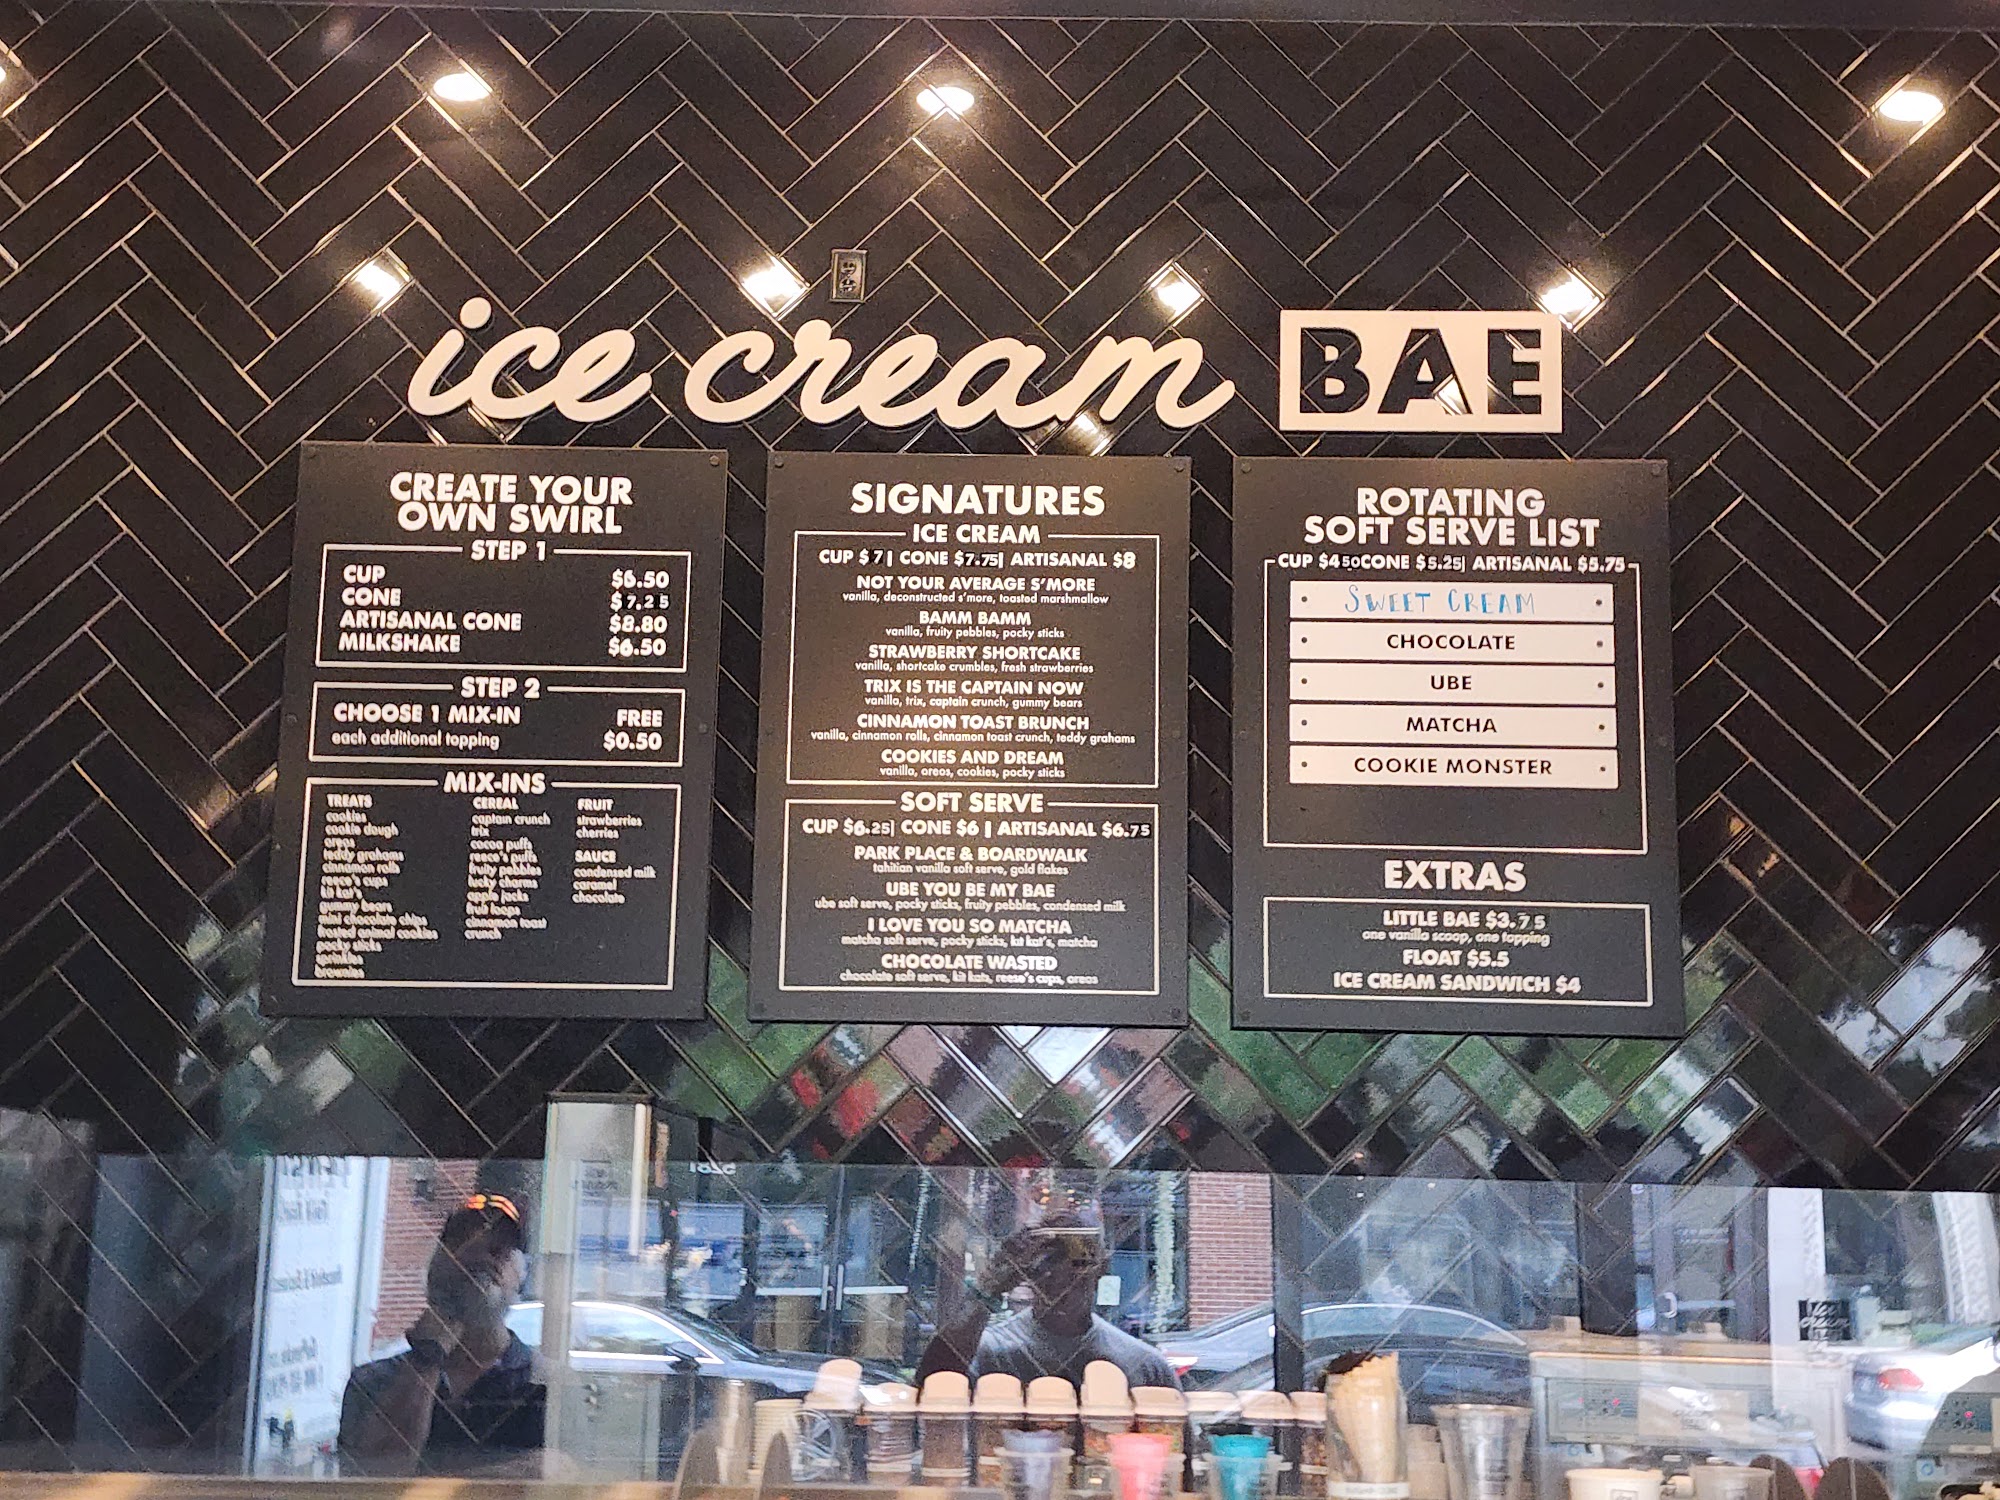 ice cream BAE
CREATE YOUR
OWN SWIRL
STEP 1
CUP $6.50
CONE $7.25
ARTISANAL CONE $8.80
MILKSHAKE $6.50
STEP 2
CHOOSE 1 MIX-IN FREE
each additional topping $0.50
MIX-INS
TREATS
cookies
cookie dough
oreos
teddy grahams
cinnamon rolls
reese's cups
kit kat's
gummy bears
mini chocolate chips
frosted animal cookies
pocky sticks
sprinkles
brownies
CEREAL
captain crunch
trix
cocoa puffs
reece's puffs
fruity pebbles
lucky charms
apple jacks
fruit loops
cinnamon toast
crunch
FRUIT
strawberries
cherries
SAUCE
condensed milk
caramel
chocolate
SIGNATURES
ICE CREAM
CUP $7| CONE $7.75| ARTISANAL $8
NOT YOUR AVERAGE S'MORE
vanilla, deconstructed s'more, toasted marshmallow
BAMM BAMM
vanilla, fruity pebbles, pocky sticks
STRAWBERRY SHORTCAKE
vanilla, shortcake crumbles, fresh strawberries
TRIX IS THE CAPTAIN NOW
vanilla, trix, captain crunch, gummy bears
CINNAMON TOAST BRUNCH
vanilla, cinnamon rolls, cinnamon toast crunch, teddy grahams
COOKIES AND DREAM
vanilla, oreos, cookies, pocky sticks
SOFT SERVE
CUP $6.25| CONE $6 | ARTISANAL $6.75
PARK PLACE & BOARDWALK
tahitian vanilla soft serve, gold flakes
UBE YOU BE MY BAE
ube soft serve, pocky sticks, fruity pebbles, condensed milk
I LOVE YOU SO MATCHA
matcha soft serve, pocky sticks, kit kat's, matcha
CHOCOLATE WASTED
chocolate soft serve, kit kats, reese's cups, oreos
ROTATING
SOFT SERVE LIST
CUP $4.50CONE $5.25| ARTISANAL $5.75
SWEET CREAM
CHOCOLATE
UBE
MATCHA
COOKIE MONSTER
EXTRAS
LITTLE BAE $3.75
one vanilla scoop, one topping
FLOAT $5.5
ICE CREAM SANDWICH $4